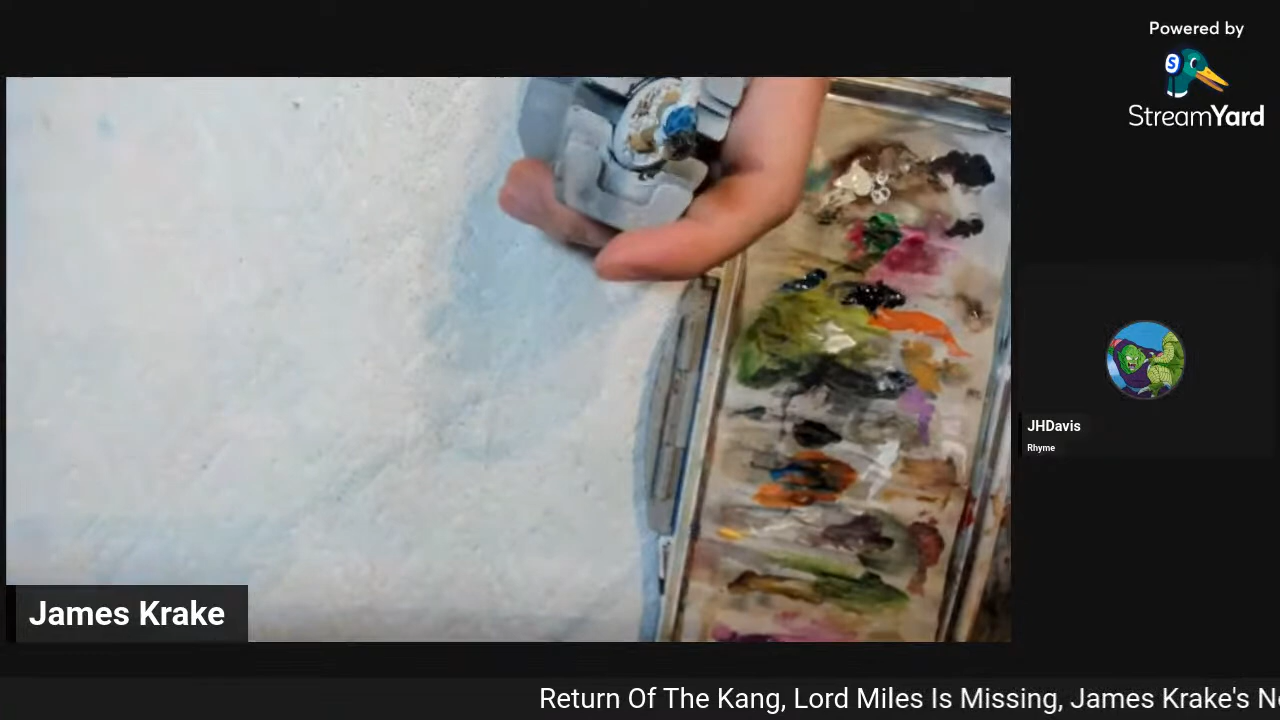 Powered by
StreamYard
JHDavis
Rhyme
James Krake
Return Of The Kang, Lord Miles Is Missing, James Krake's N